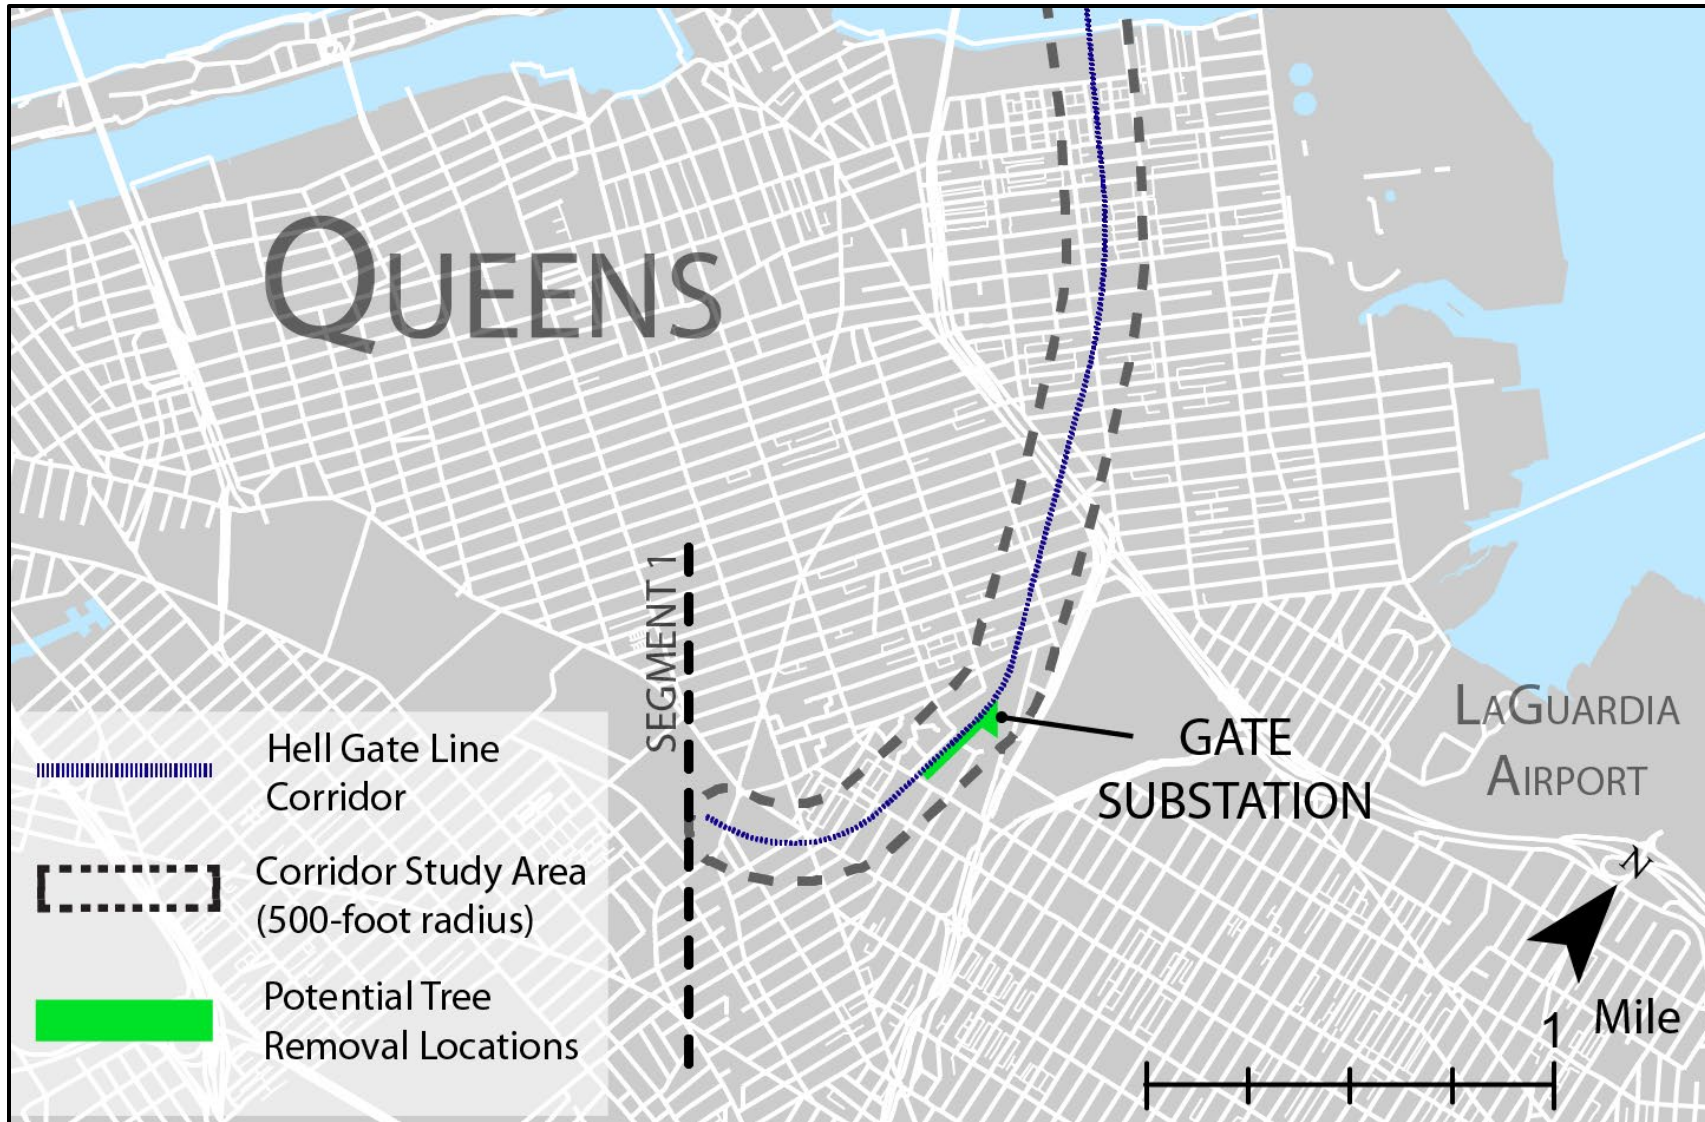 QUEENS
SEGMENT 1
LAGUARDIA
AIRPORT
GATE
SUBSTATION
Hell Gate Line
Corridor
Corridor Study Area
(500-foot radius)
Potential Tree
Removal Locations
N
1 Mile